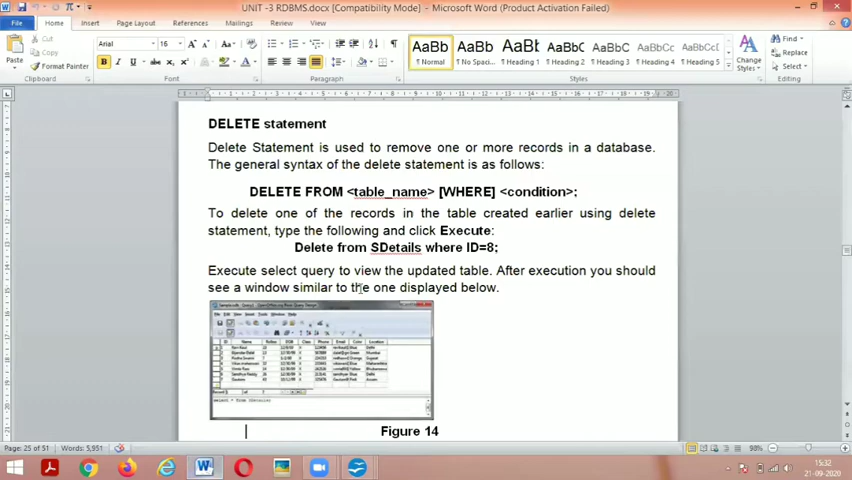 UNIT -3 RDBMS.docx [Compatibility Mode] - Microsoft Word (Product Activation Failed)
File Home Insert Page Layout References Mailings Review View
Cut
Copy
Format Painter
Paste
Clipboard
Arial 16
Font
Paragraph
AaBb AaBb AaBb AaBb AaBb AaBb AaBb
¶ Normal ¶ No Spaci... Heading 1 Heading 2 Heading 3 Heading 4 Heading 5
Change Styles
Styles
Find
Replace
Select
Editing
DELETE statement
Delete Statement is used to remove one or more records in a database.
The general syntax of the delete statement is as follows:
DELETE FROM <table_name> [WHERE] <condition>;
To delete one of the records in the table created earlier using delete
statement, type the following and click Execute:
Delete from SDetails where ID=8;
Execute select query to view the updated table. After execution you should
see a window similar to the one displayed below.
Figure 14
Page: 25 of 51 Words: 5,951
98%
15:32
21-09-2020